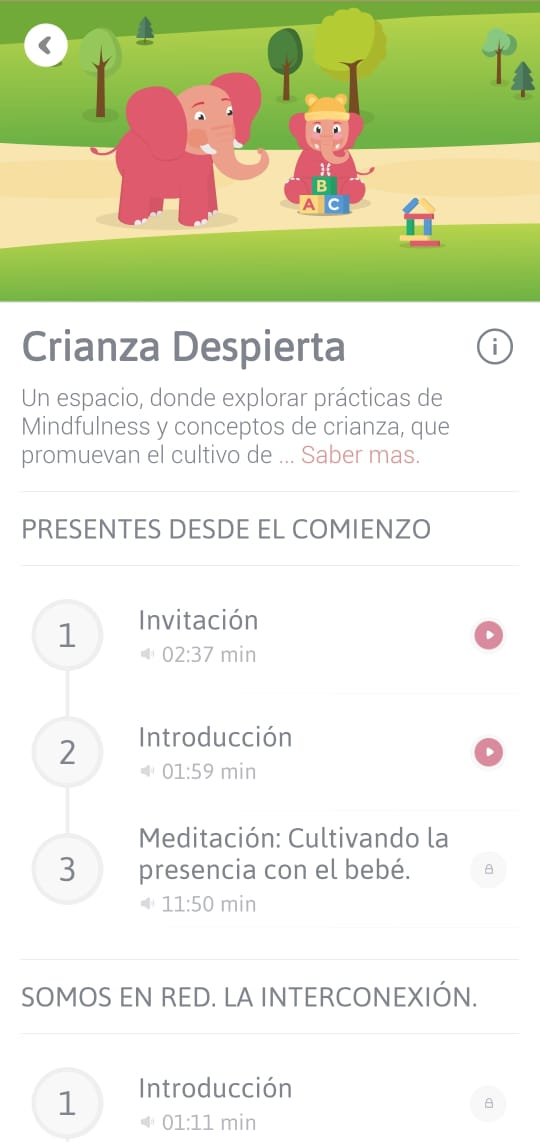 B
A C
Crianza Despierta
i
Un espacio, donde explorar prácticas de
Mindfulness y conceptos de crianza, que
promuevan el cultivo de ... Saber mas.
PRESENTES DESDE EL COMIENZO
1
Invitación
02:37 min
2
Introducción
01:59 min
3
Meditación: Cultivando la
presencia con el bebé.
11:50 min
SOMOS EN RED. LA INTERCONEXIÓN.
1
Introducción
01:11 min